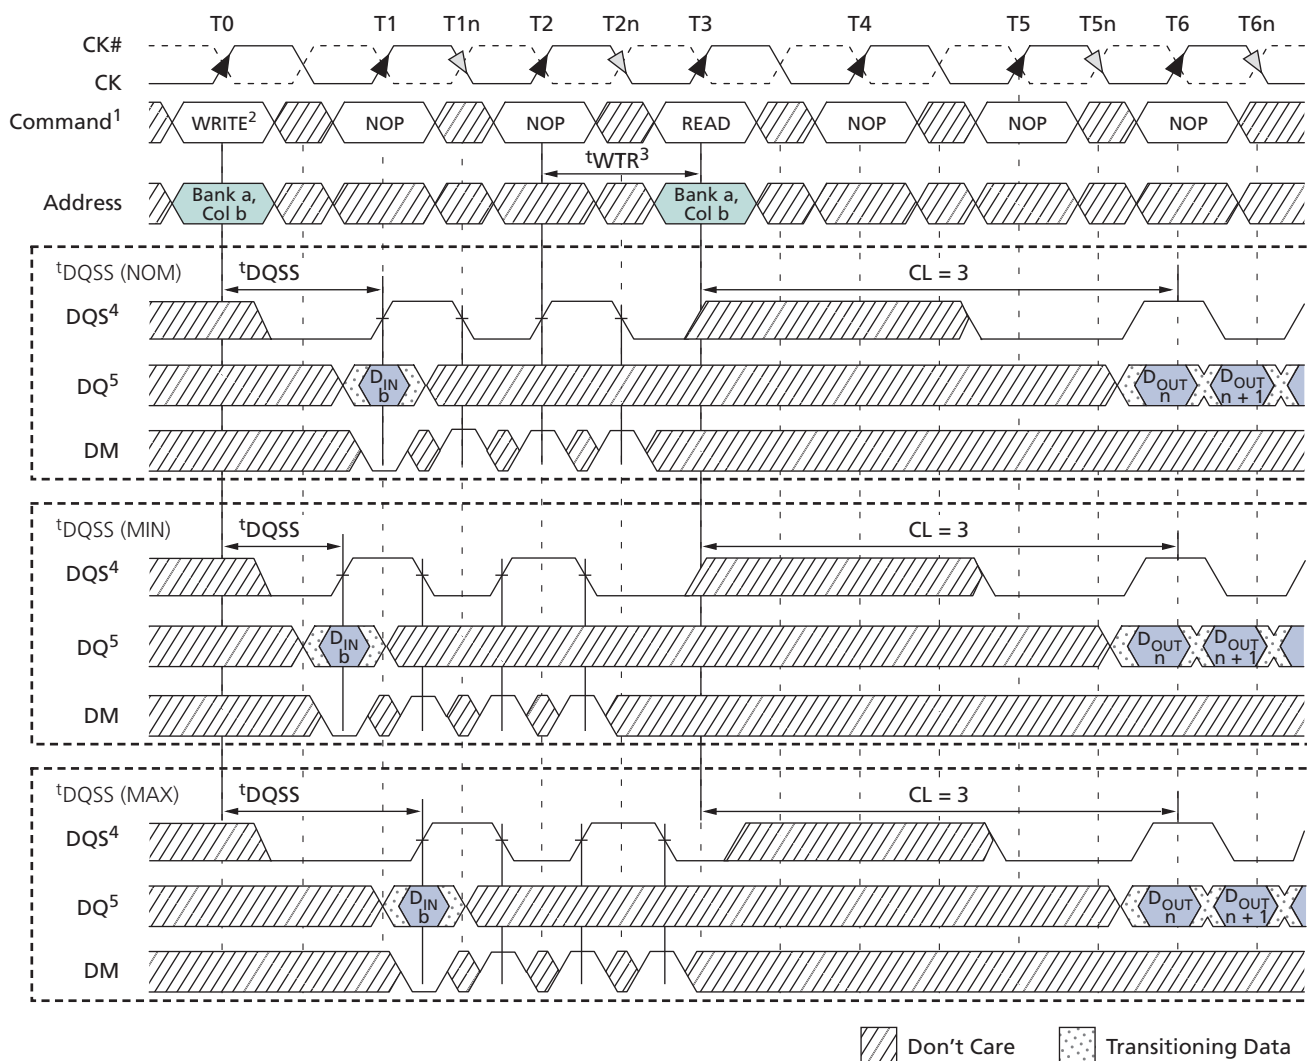 T0 T1 T1n T2 T2n T3 T4 T5 T5n T6 T6n
CK#
CK
Command1 WRITE2 NOP NOP READ NOP NOP NOP
tWTR3
Address Bank a, Col b Bank a, Col b
tDQSS (NOM) tDQSS CL = 3
DQS4
DQ5 DIN b DOUT n DOUT n + 1
DM
tDQSS (MIN) tDQSS CL = 3
DQS4
DQ5 DIN b DOUT n DOUT n + 1
DM
tDQSS (MAX) tDQSS CL = 3
DQS4
DQ5 DIN b DOUT n DOUT n + 1
DM
Don't Care Transitioning Data